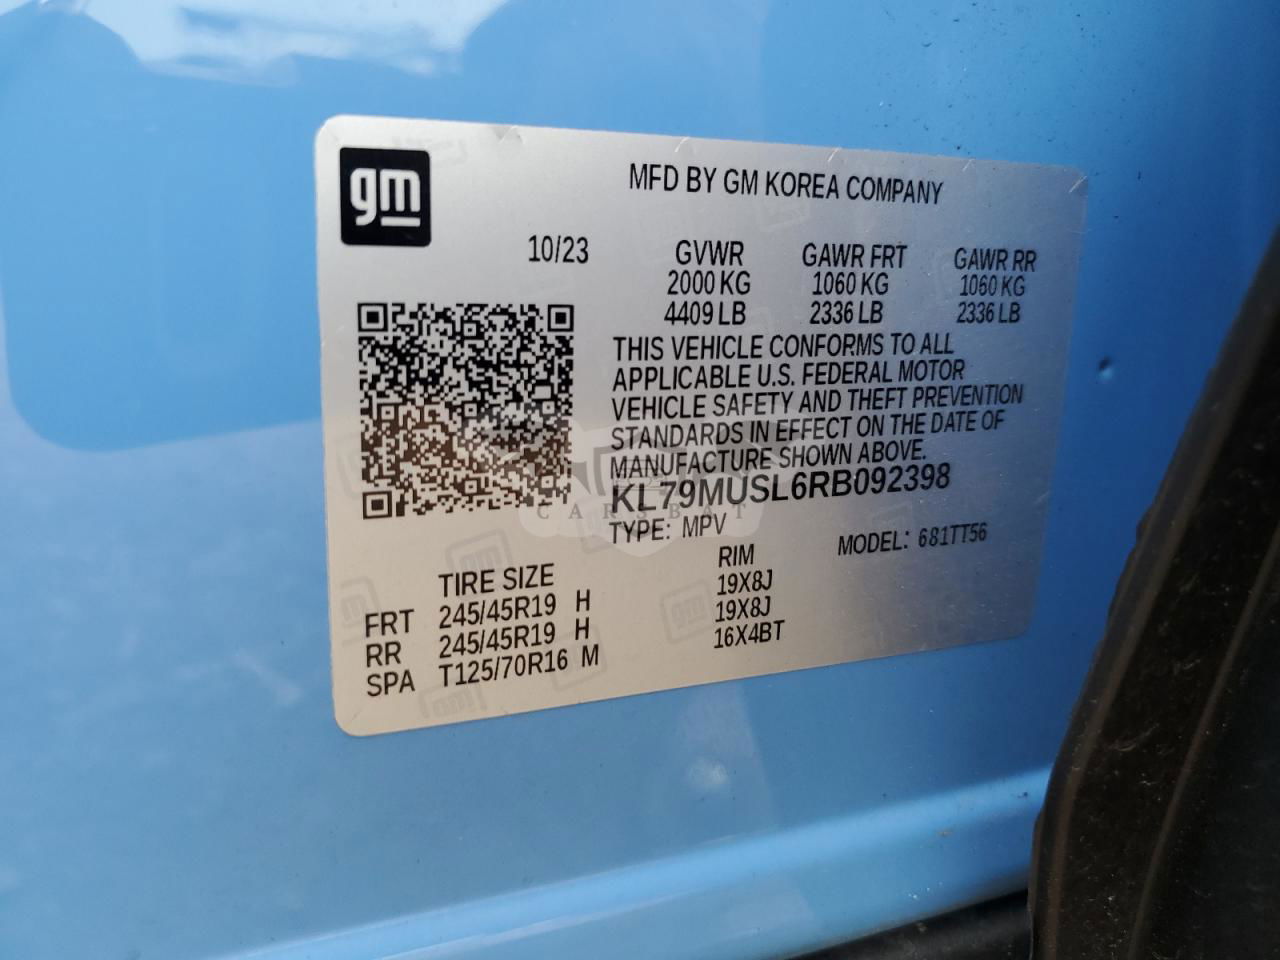 gm
MFD BY GM KOREA COMPANY
10/23 GVWR GAWR FRT GAWR RR
2000 KG 1060 KG 1060 KG
4409 LB 2336 LB 2336 LB
THIS VEHICLE CONFORMS TO ALL
APPLICABLE U.S. FEDERAL MOTOR
VEHICLE SAFETY AND THEFT PREVENTION
STANDARDS IN EFFECT ON THE DATE OF
MANUFACTURE SHOWN ABOVE.
KL79MUSL6RB092398
CARSBAT
TYPE: MPV MODEL: 681TT56
TIRE SIZE RIM
FRT 245/45R19 H 19X8J
RR 245/45R19 H 19X8J
SPA T125/70R16 M 16X4BT